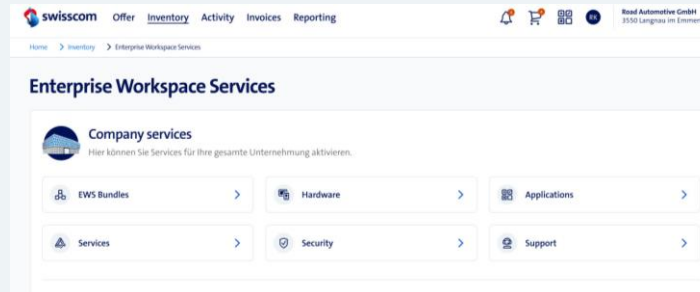 swisscom Offer Inventory Activity Invoices Reporting RK Road Automotive GmbH
3550 Langnau im Emmen
Home > Inventory > Enterprise Workspace Services
Enterprise Workspace Services
Company services
Hier können Sie Services für Ihre gesamte Unternehmung aktivieren.
EWS Bundles > Hardware > Applications >
Services > Security > Support >